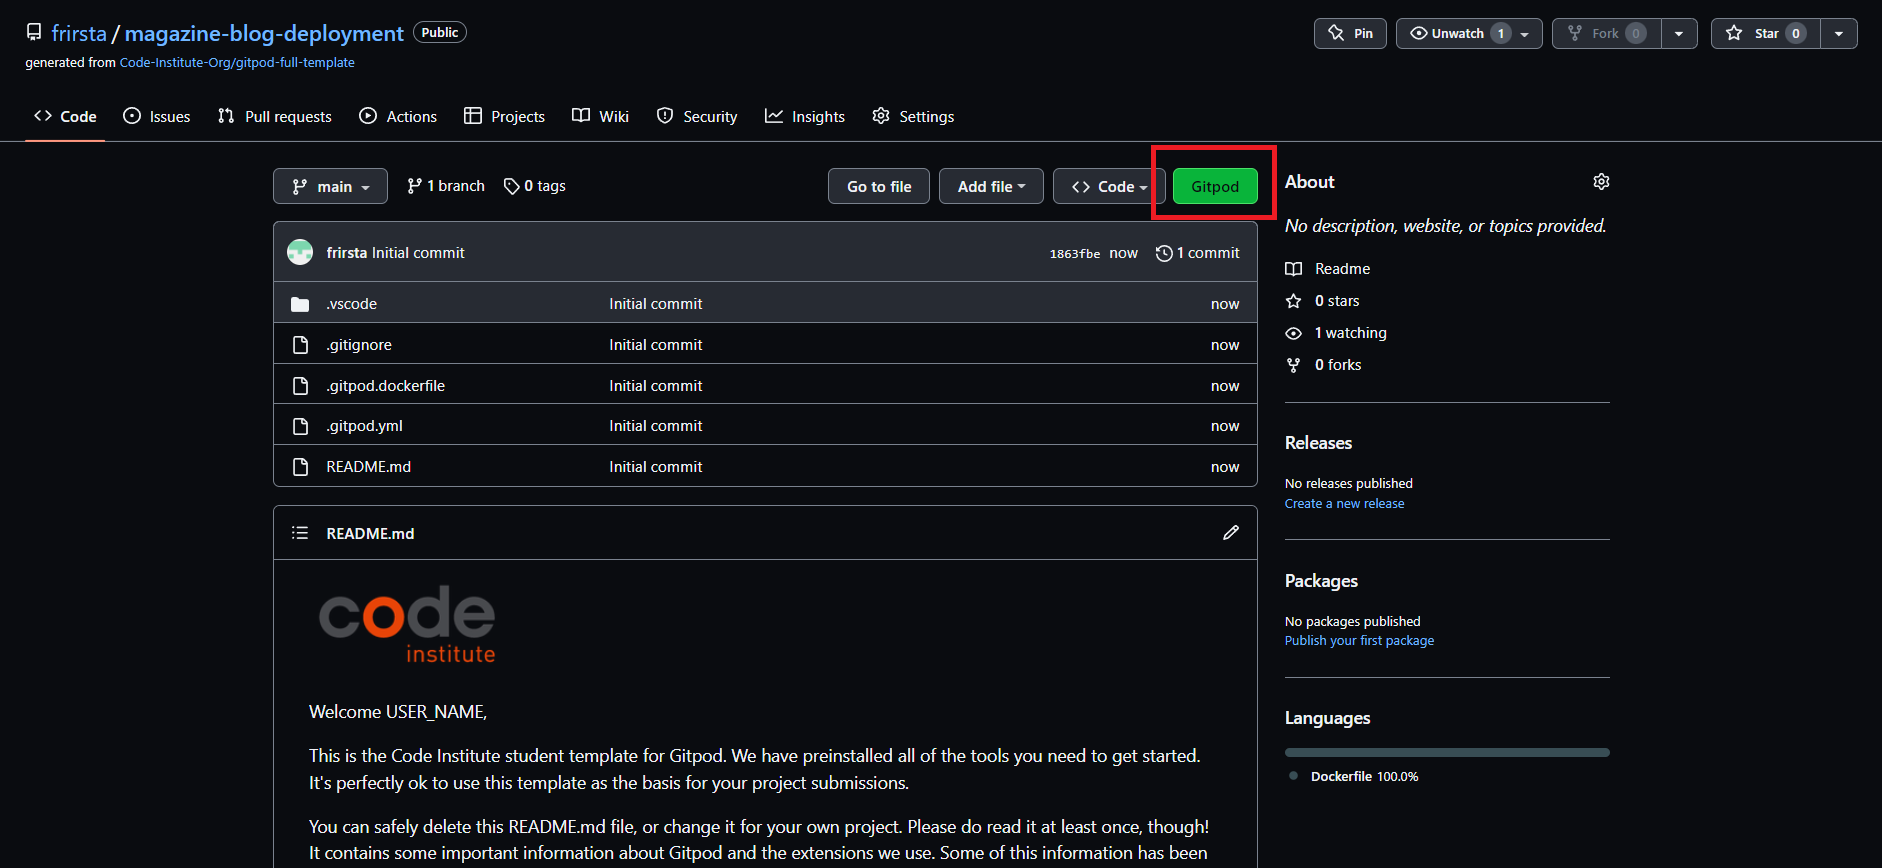 frirsta / magazine-blog-deployment Public
Pin Unwatch 1 Fork 0 Star 0
generated from Code-Institute-Org/gitpod-full-template
Code Issues Pull requests Actions Projects Wiki Security Insights Settings
main 1 branch 0 tags Go to file Add file Code Gitpod
frirsta Initial commit 1863fbe now 1 commit
.vscode Initial commit now
.gitignore Initial commit now
.gitpod.dockerfile Initial commit now
.gitpod.yml Initial commit now
README.md Initial commit now
README.md
code
institute
Welcome USER_NAME,
This is the Code Institute student template for Gitpod. We have preinstalled all of the tools you need to get started.
It's perfectly ok to use this template as the basis for your project submissions.
You can safely delete this README.md file, or change it for your own project. Please do read it at least once, though!
It contains some important information about Gitpod and the extensions we use. Some of this information has been
About
No description, website, or topics provided.
Readme
0 stars
1 watching
0 forks
Releases
No releases published
Create a new release
Packages
No packages published
Publish your first package
Languages
Dockerfile 100.0%